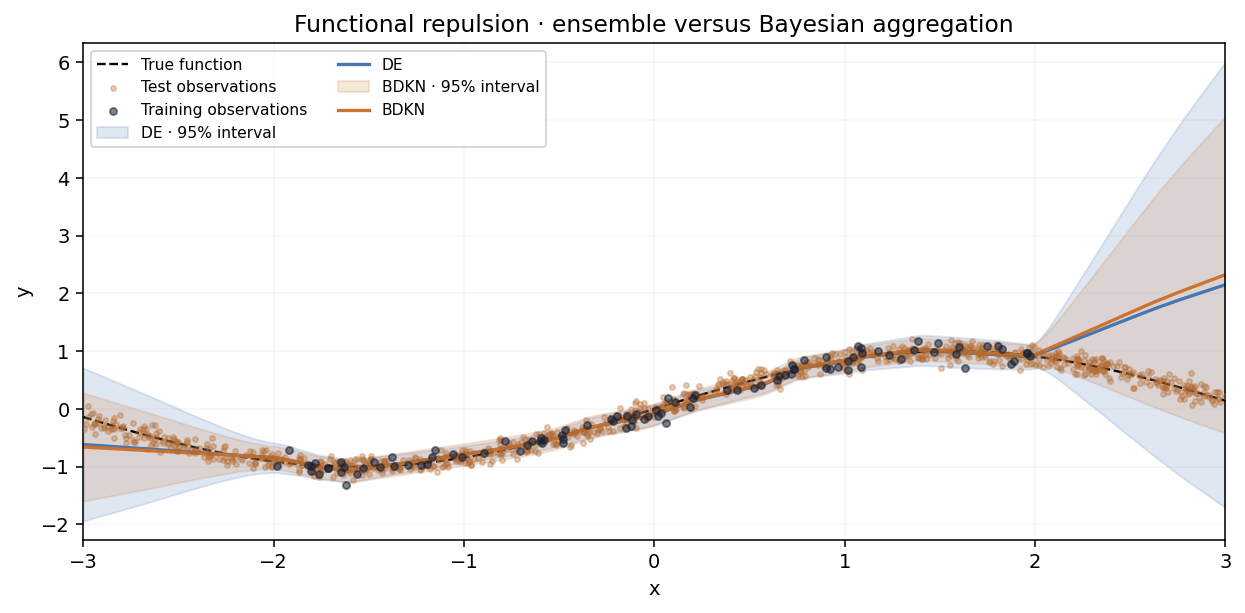 Functional repulsion · ensemble versus Bayesian aggregation
True function
Test observations
Training observations
DE · 95% interval
DE
BDKN · 95% interval
BDKN
6
5
4
3
2
1
0
−1
−2
y
−3 −2 −1 0 1 2 3
x